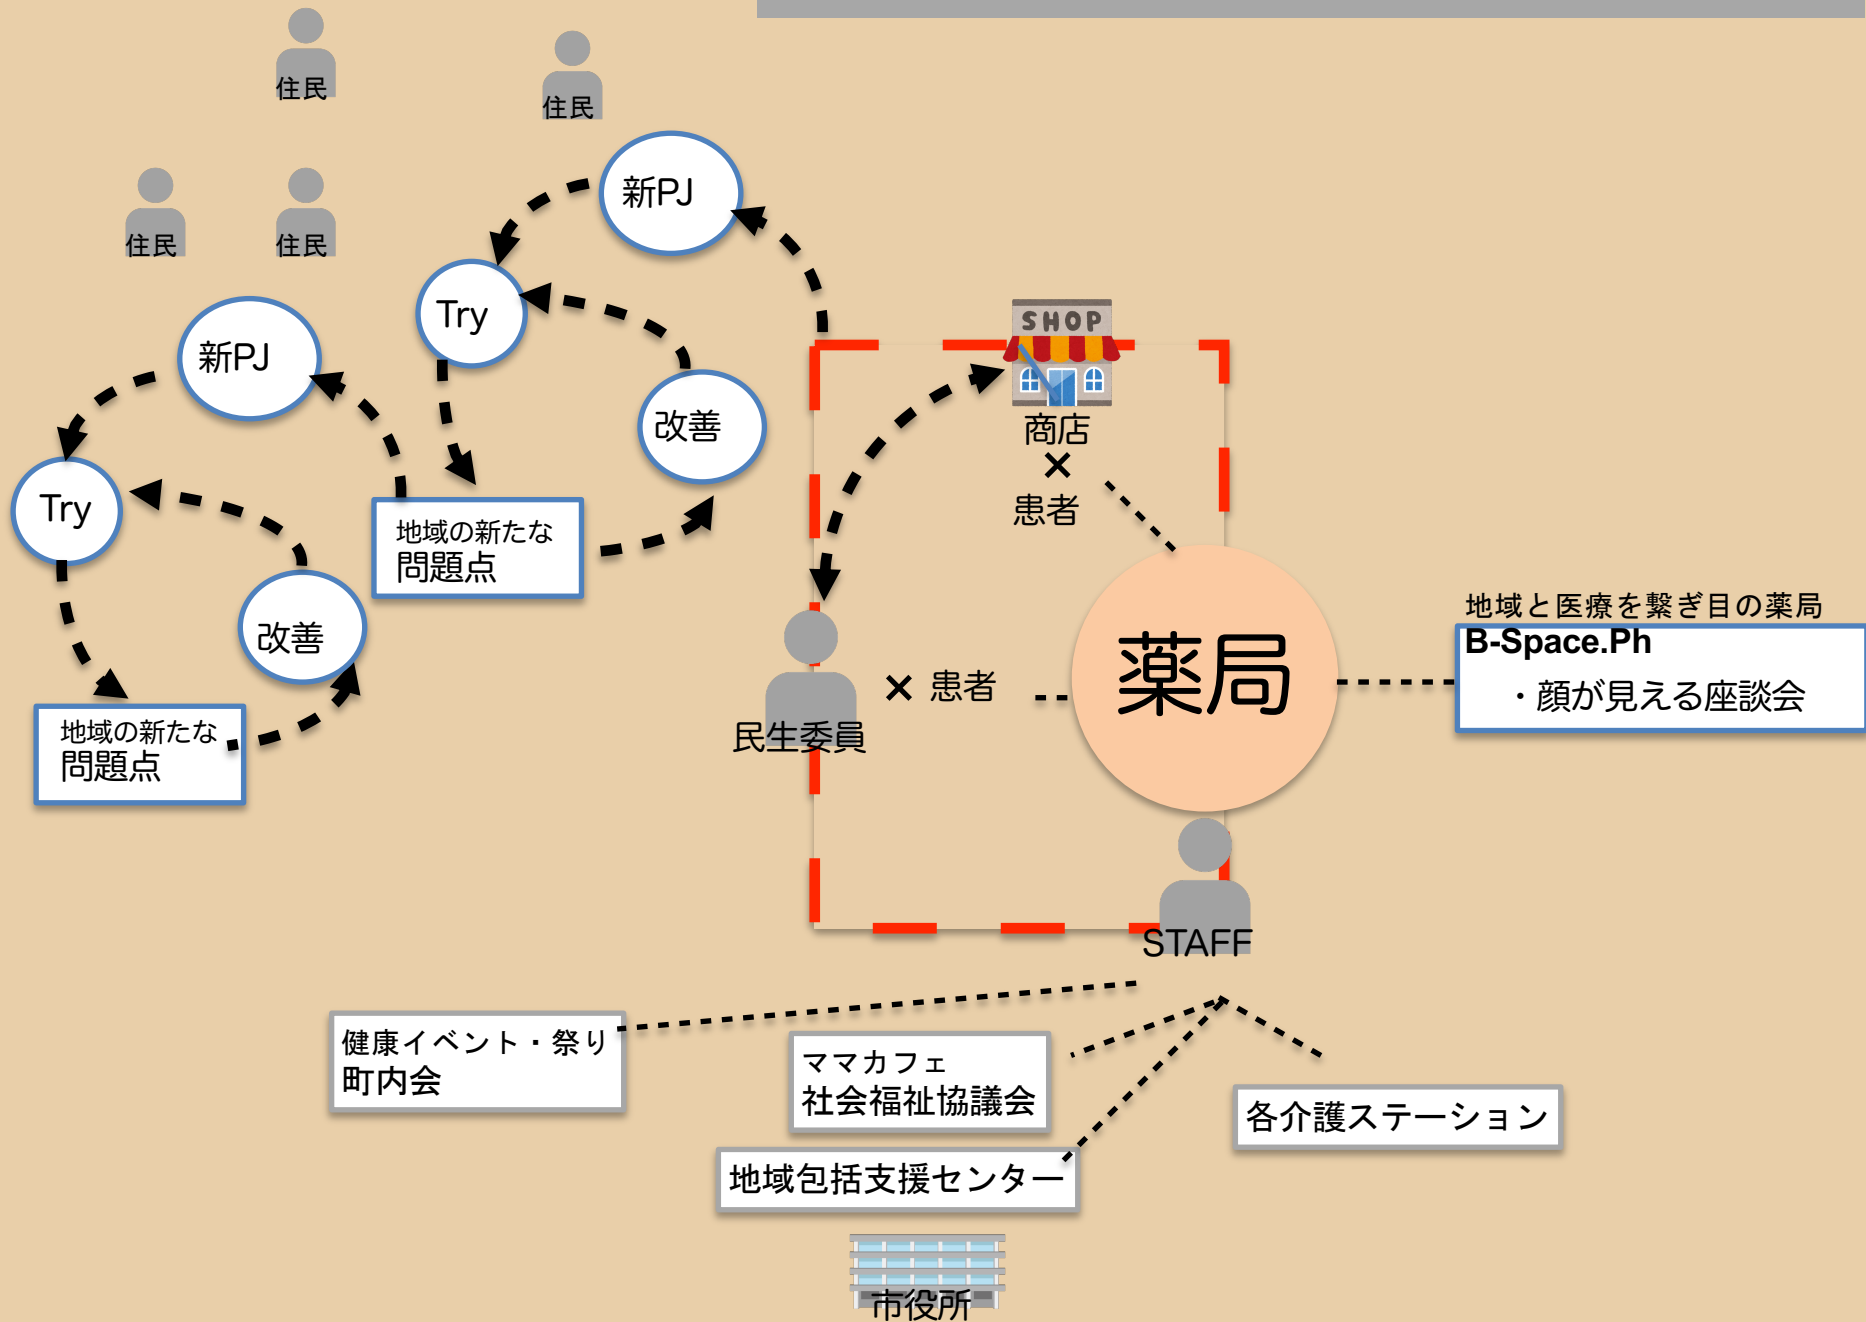 住民
住民
住民
住民
新PJ
Try
改善
地域の新たな
問題点
新PJ
Try
改善
地域の新たな
問題点
SHOP
商店
×
患者
民生委員
× 患者
薬局
地域と医療を繋ぎ目の薬局
B-Space.Ph
・顔が見える座談会
STAFF
健康イベント・祭り
町内会
ママカフェ
社会福祉協議会
地域包括支援センター
各介護ステーション
市役所